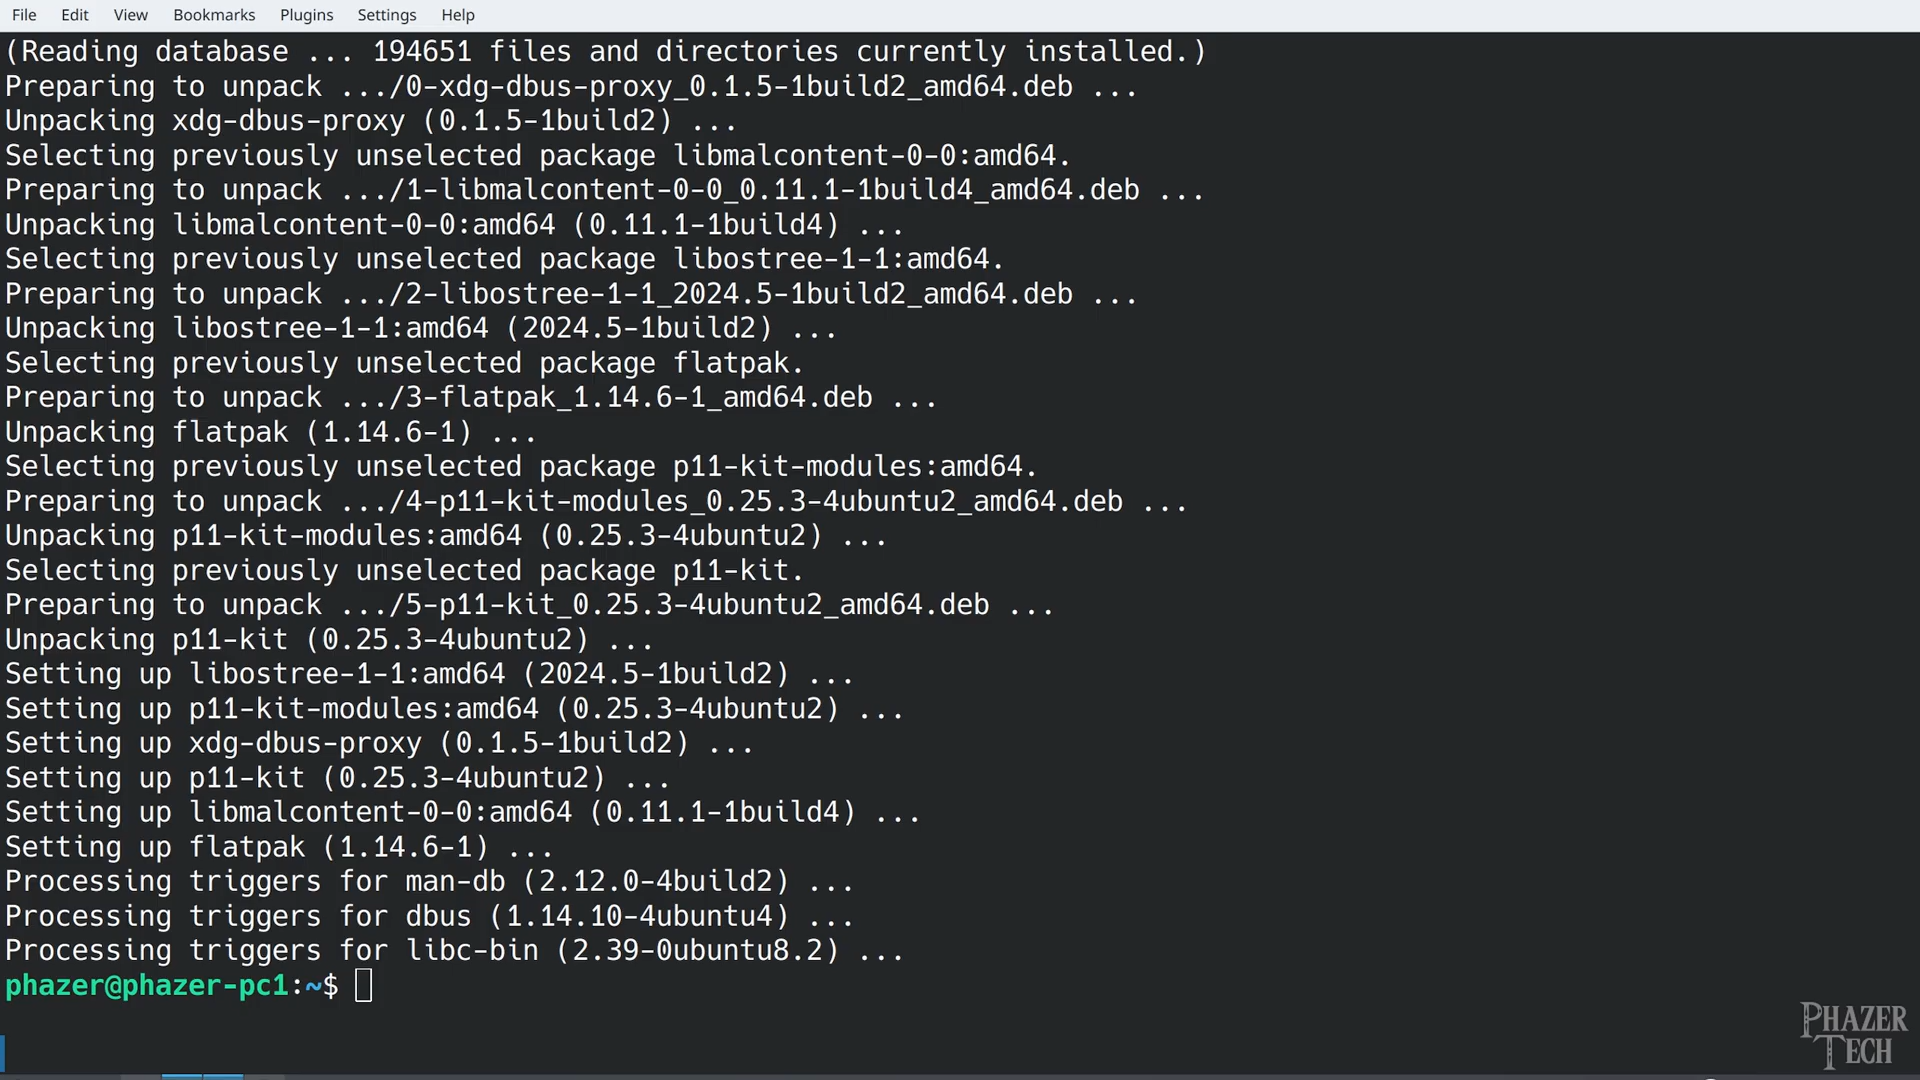 File Edit View Bookmarks Plugins Settings Help
(Reading database ... 194651 files and directories currently installed.)
Preparing to unpack .../0-xdg-dbus-proxy_0.1.5-1build2_amd64.deb ...
Unpacking xdg-dbus-proxy (0.1.5-1build2) ...
Selecting previously unselected package libmalcontent-0-0:amd64.
Preparing to unpack .../1-libmalcontent-0-0_0.11.1-1build4_amd64.deb ...
Unpacking libmalcontent-0-0:amd64 (0.11.1-1build4) ...
Selecting previously unselected package libostree-1-1:amd64.
Preparing to unpack .../2-libostree-1-1_2024.5-1build2_amd64.deb ...
Unpacking libostree-1-1:amd64 (2024.5-1build2) ...
Selecting previously unselected package flatpak.
Preparing to unpack .../3-flatpak_1.14.6-1_amd64.deb ...
Unpacking flatpak (1.14.6-1) ...
Selecting previously unselected package p11-kit-modules:amd64.
Preparing to unpack .../4-p11-kit-modules_0.25.3-4ubuntu2_amd64.deb ...
Unpacking p11-kit-modules:amd64 (0.25.3-4ubuntu2) ...
Selecting previously unselected package p11-kit.
Preparing to unpack .../5-p11-kit_0.25.3-4ubuntu2_amd64.deb ...
Unpacking p11-kit (0.25.3-4ubuntu2) ...
Setting up libostree-1-1:amd64 (2024.5-1build2) ...
Setting up p11-kit-modules:amd64 (0.25.3-4ubuntu2) ...
Setting up xdg-dbus-proxy (0.1.5-1build2) ...
Setting up p11-kit (0.25.3-4ubuntu2) ...
Setting up libmalcontent-0-0:amd64 (0.11.1-1build4) ...
Setting up flatpak (1.14.6-1) ...
Processing triggers for man-db (2.12.0-4build2) ...
Processing triggers for dbus (1.14.10-4ubuntu4) ...
Processing triggers for libc-bin (2.39-0ubuntu8.2) ...
phazer@phazer-pc1:~$
PHAZER
TECH